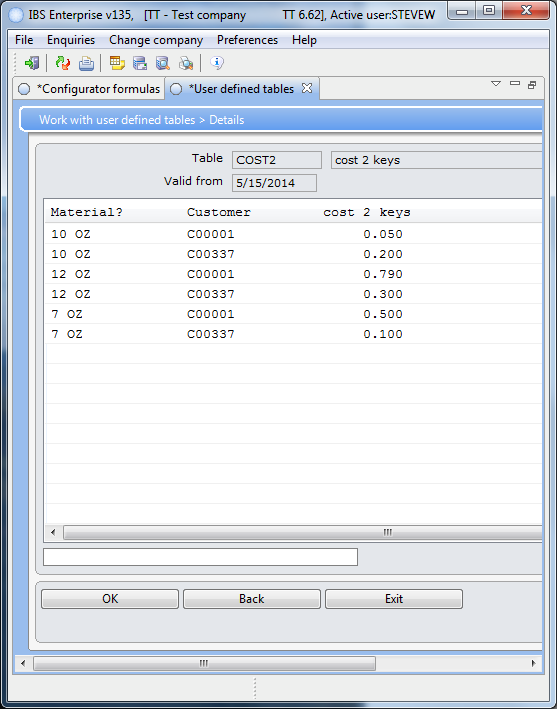 IBS Enterprise v135, [TT - Test company TT 6.62], Active user:STEVEW
File Enquiries Change company Preferences Help
*Configurator formulas *User defined tables
Work with user defined tables > Details
Table COST2 cost 2 keys
Valid from 5/15/2014
Material? Customer cost 2 keys
10 OZ C00001 0.050
10 OZ C00337 0.200
12 OZ C00001 0.790
12 OZ C00337 0.300
7 OZ C00001 0.500
7 OZ C00337 0.100
OK Back Exit